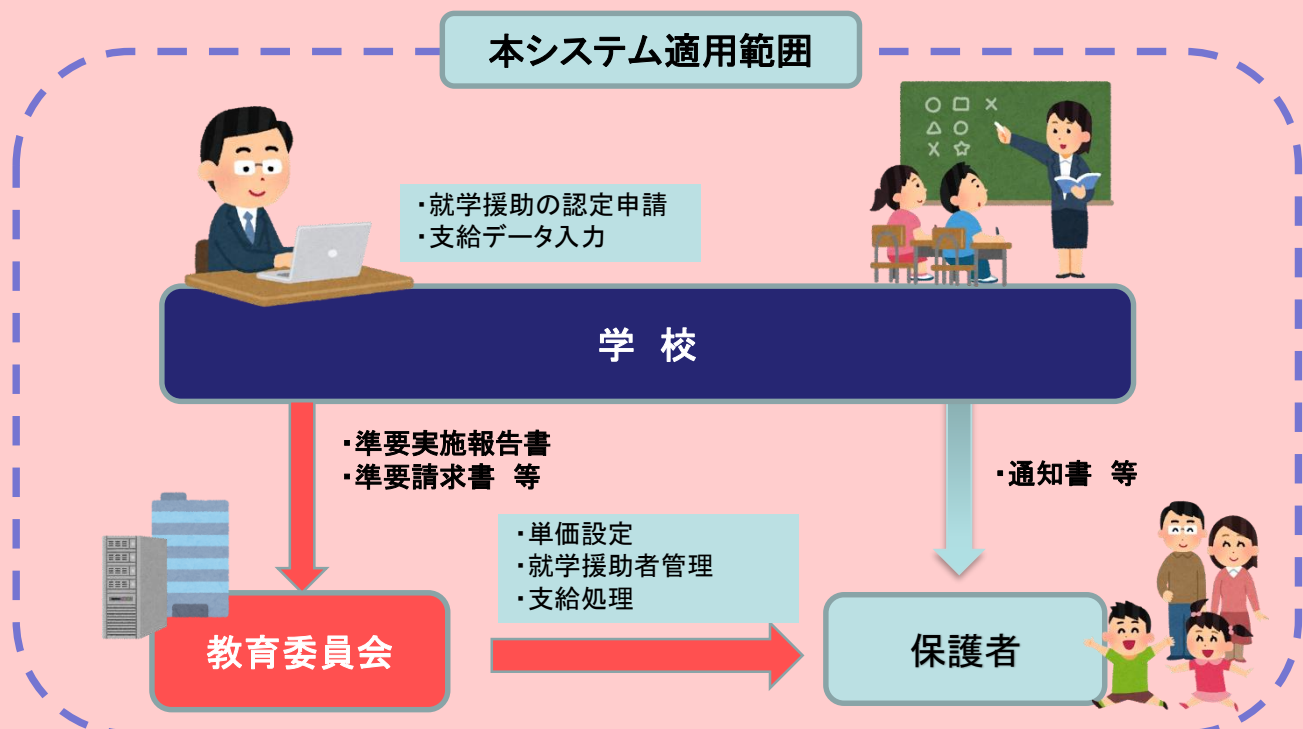 本システム適用範囲
・就学援助の認定申請
・支給データ入力
学 校
・準要実施報告書
・準要請求書 等
・通知書 等
・単価設定
・就学援助者管理
・支給処理
教育委員会
保護者